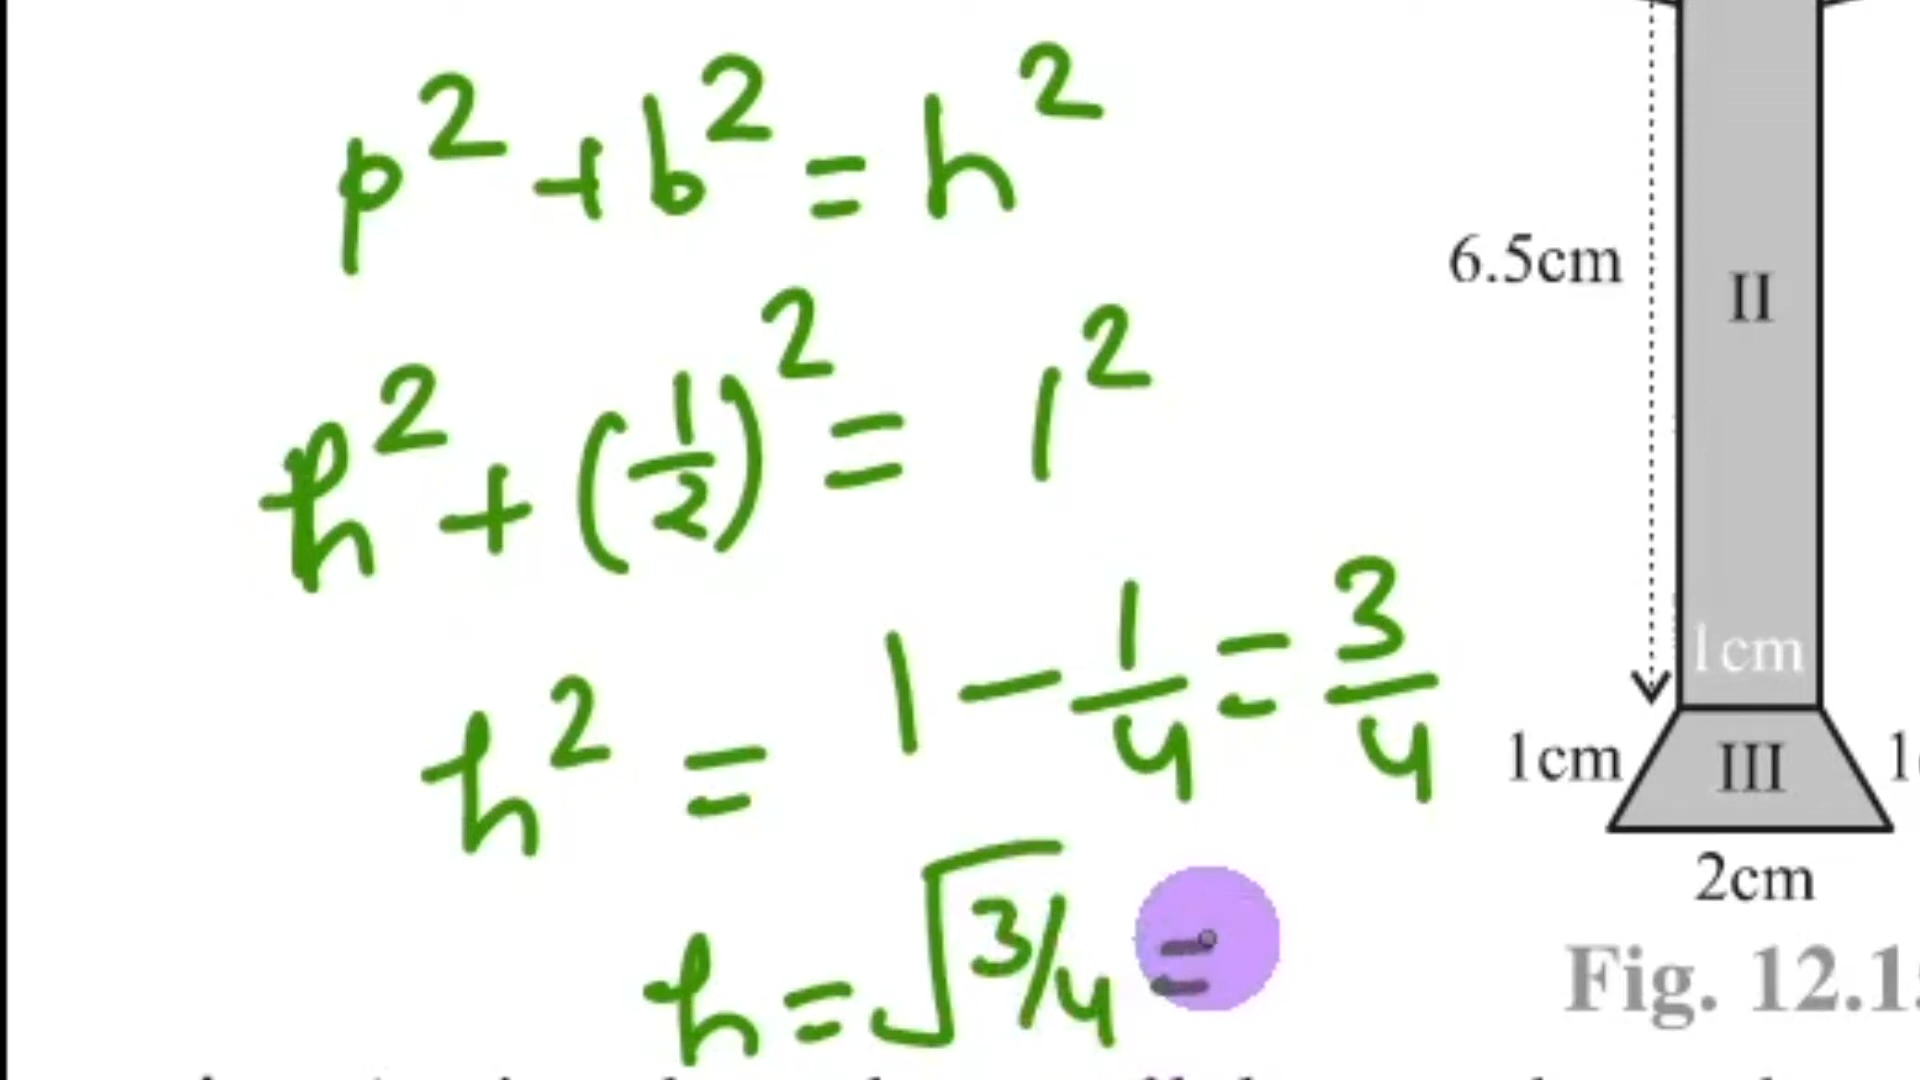 p² + b² = h²
6.5cm
II
h² + (1/2)² = 1²
h² = 1 - 1/4 = 3/4
1cm
1cm
III
2cm
h = √3/4 =
Fig. 12.1